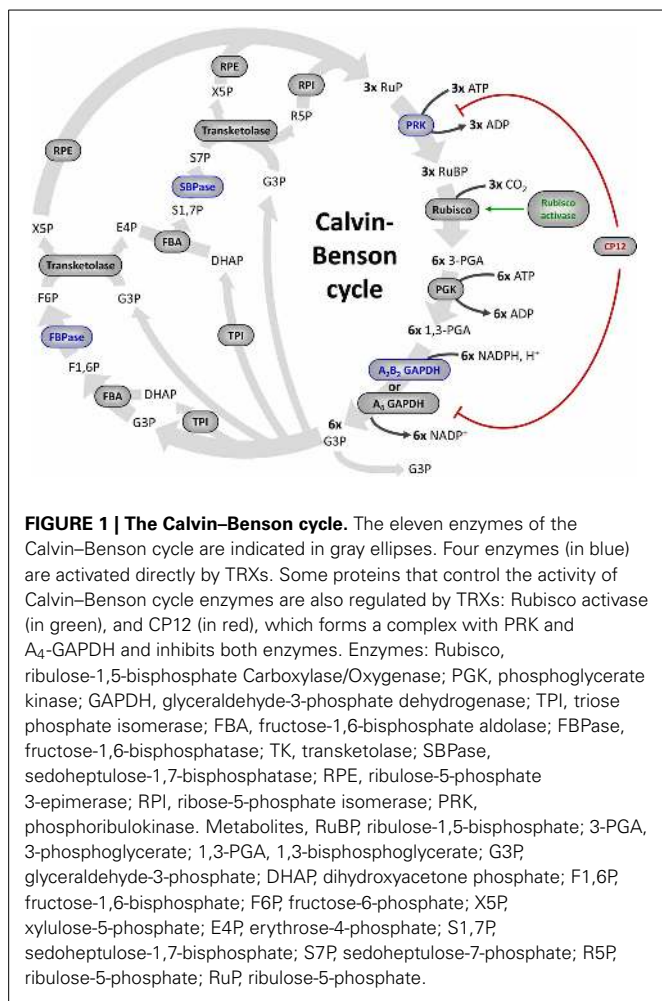 RPE
X5P
RPI
R5P
3x RuP
3x ATP
PRK
3x ADP
Transketolase
RPE
S7P
G3P
SBPase
S1,7P
3x RuBP
3x CO2
Rubisco
Rubisco
activase
Calvin-
Benson
cycle
CP12
X5P
E4P
FBA
DHAP
6x 3-PGA
6x ATP
PGK
6x ADP
Transketolase
F6P
G3P
6x 1,3-PGA
FBPase
TPI
6x NADPH, H+
A2B2 GAPDH
or
A4 GAPDH
F1,6P
FBA
DHAP
G3P
TPI
6x
G3P
6x NADP+
G3P
FIGURE 1 | The Calvin–Benson cycle. The eleven enzymes of the
Calvin–Benson cycle are indicated in gray ellipses. Four enzymes (in blue)
are activated directly by TRXs. Some proteins that control the activity of
Calvin–Benson cycle enzymes are also regulated by TRXs: Rubisco activase
(in green), and CP12 (in red), which forms a complex with PRK and
A4-GAPDH and inhibits both enzymes. Enzymes: Rubisco,
ribulose-1,5-bisphosphate Carboxylase/Oxygenase; PGK, phosphoglycerate
kinase; GAPDH, glyceraldehyde-3-phosphate dehydrogenase; TPI, triose
phosphate isomerase; FBA, fructose-1,6-bisphosphate aldolase; FBPase,
fructose-1,6-bisphosphatase; TK, transketolase; SBPase,
sedoheptulose-1,7-bisphosphatase; RPE, ribulose-5-phosphate
3-epimerase; RPI, ribose-5-phosphate isomerase; PRK,
phosphoribulokinase. Metabolites, RuBP, ribulose-1,5-bisphosphate; 3-PGA,
3-phosphoglycerate; 1,3-PGA, 1,3-bisphosphoglycerate; G3P,
glyceraldehyde-3-phosphate; DHAP, dihydroxyacetone phosphate; F1,6P,
fructose-1,6-bisphosphate; F6P, fructose-6-phosphate; X5P,
xylulose-5-phosphate; E4P, erythrose-4-phosphate; S1,7P,
sedoheptulose-1,7-bisphosphate; S7P, sedoheptulose-7-phosphate; R5P,
ribulose-5-phosphate; RuP, ribulose-5-phosphate.